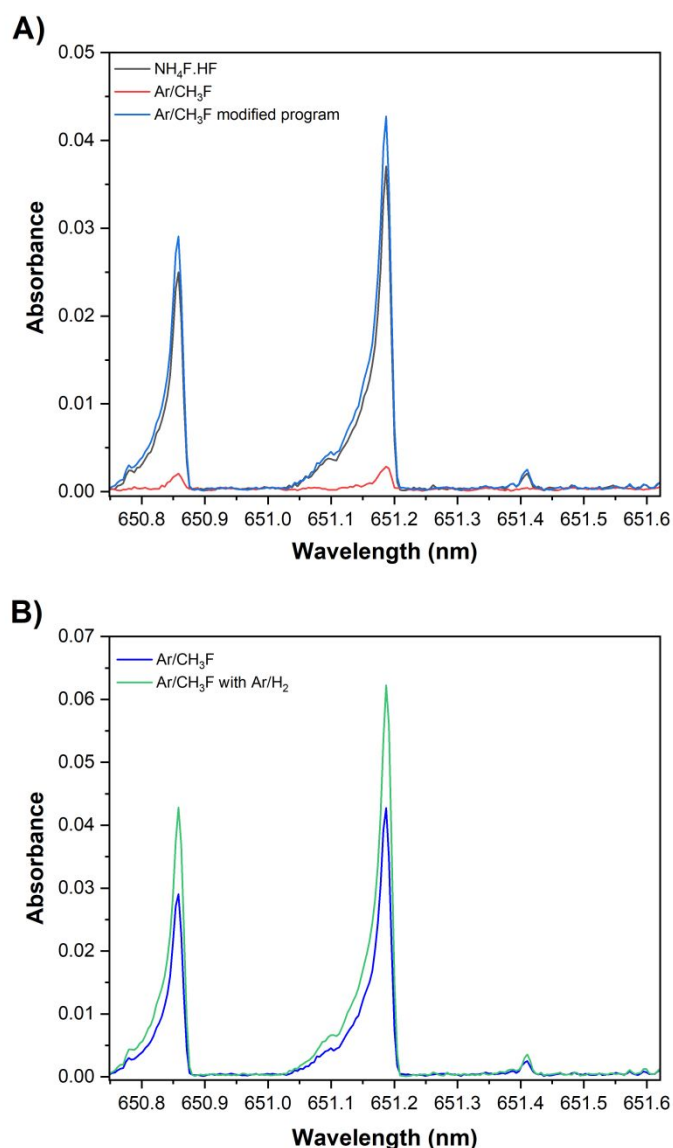 A)
0.05
NH₄F.HF
Ar/CH₃F
Ar/CH₃F modified program
0.04
0.03
Absorbance
0.02
0.01
0.00
650.8 650.9 651.0 651.1 651.2 651.3 651.4 651.5 651.6
Wavelength (nm)
B)
0.07
Ar/CH₃F
Ar/CH₃F with Ar/H₂
0.06
0.05
0.04
Absorbance
0.03
0.02
0.01
0.00
650.8 650.9 651.0 651.1 651.2 651.3 651.4 651.5 651.6
Wavelength (nm)